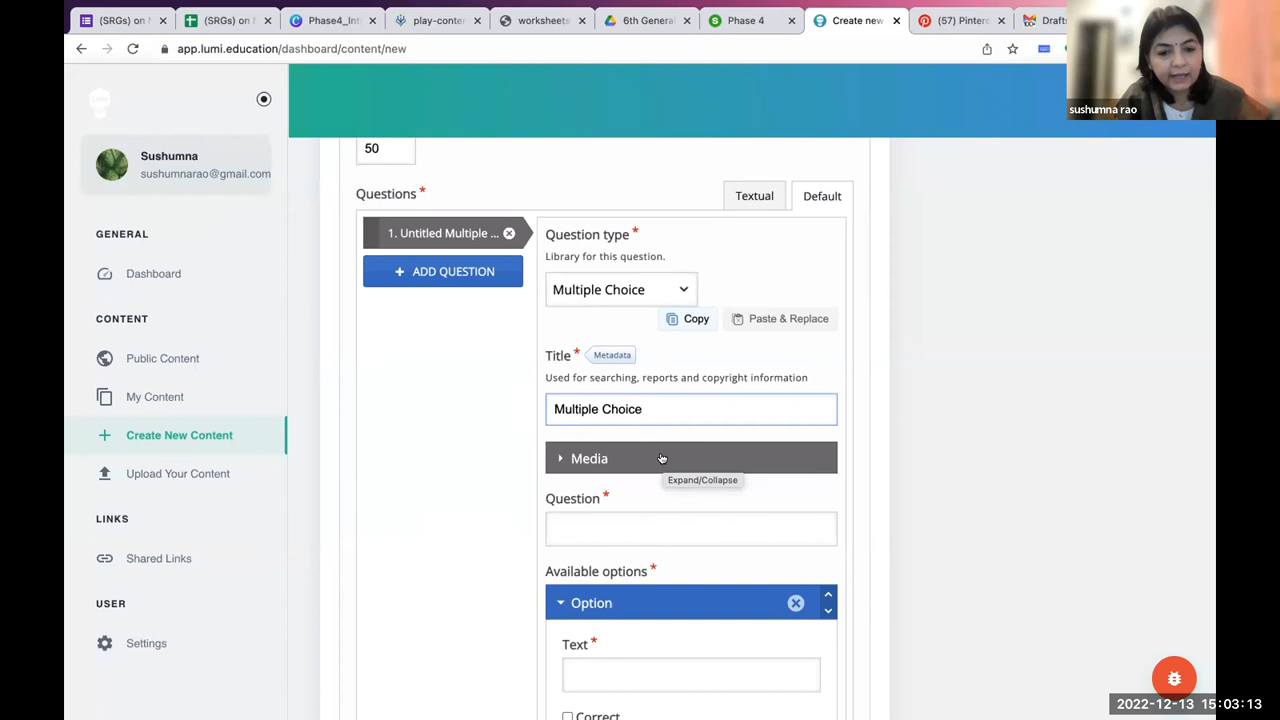 (SRGs) on N
(SRGs) on N
Phase4_Int
play-conten
worksheets
6th General
Phase 4
Create new
(57) Pintere
Drafts
app.lumi.education/dashboard/content/new
sushumna rao
Sushumna
sushumnarao@gmail.com
GENERAL
Dashboard
CONTENT
Public Content
My Content
Create New Content
Upload Your Content
LINKS
Shared Links
USER
Settings
50
Questions *
Textual
Default
1. Untitled Multiple ...
+ ADD QUESTION
Question type *
Library for this question.
Multiple Choice
Copy
Paste & Replace
Title * Metadata
Used for searching, reports and copyright information
Multiple Choice
Media
Expand/Collapse
Question *
Available options *
Option
Text *
Correct
2022-12-13 15:03:13